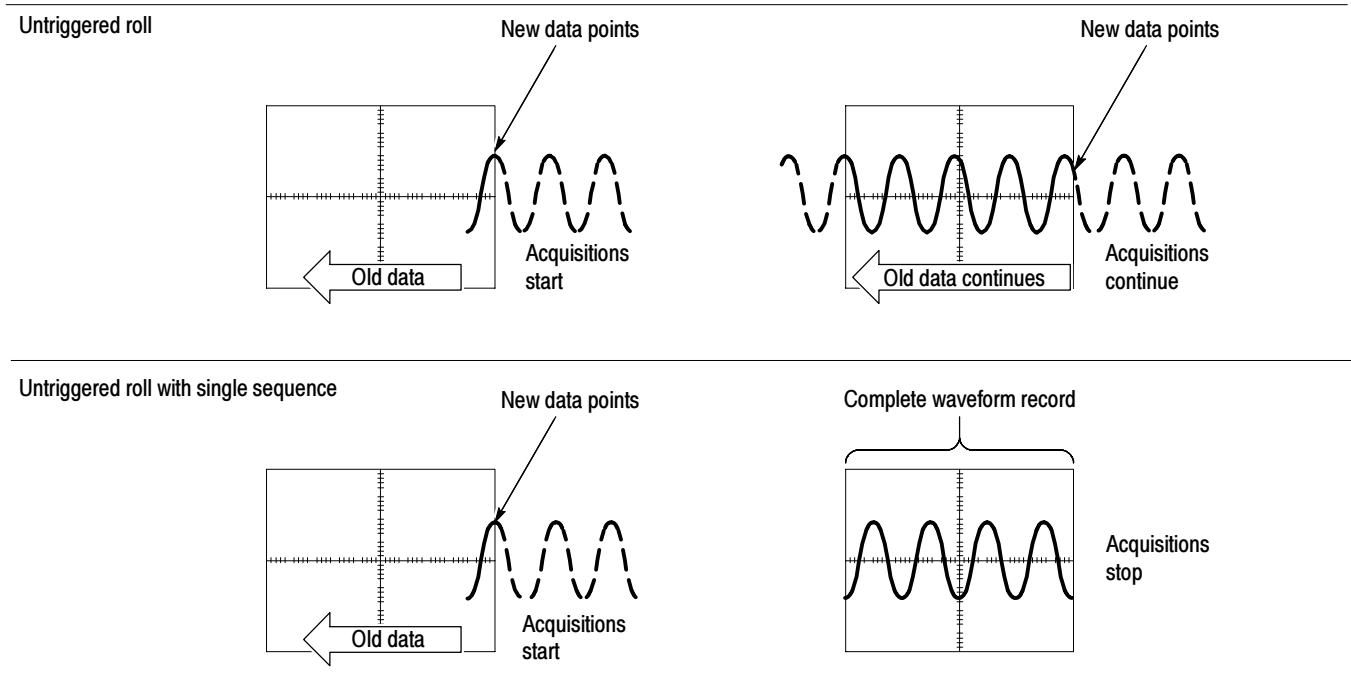 Untriggered roll
New data points
New data points
Acquisitions
start
Old data
Acquisitions
continue
Old data continues
Untriggered roll with single sequence
New data points
Complete waveform record
Acquisitions
start
Old data
Acquisitions
stop